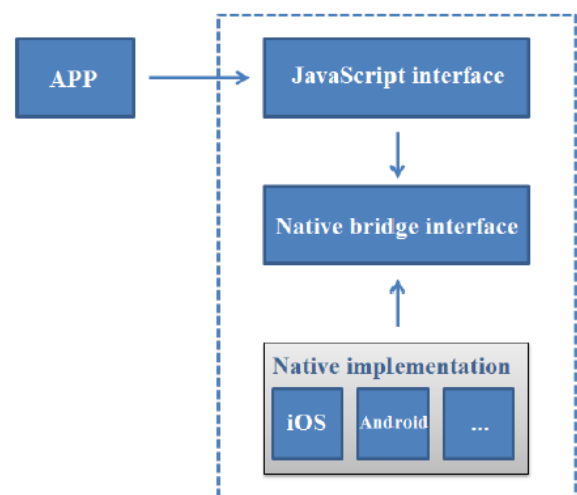 APP
JavaScript interface
Native bridge interface
Native implementation
iOS
Android
...